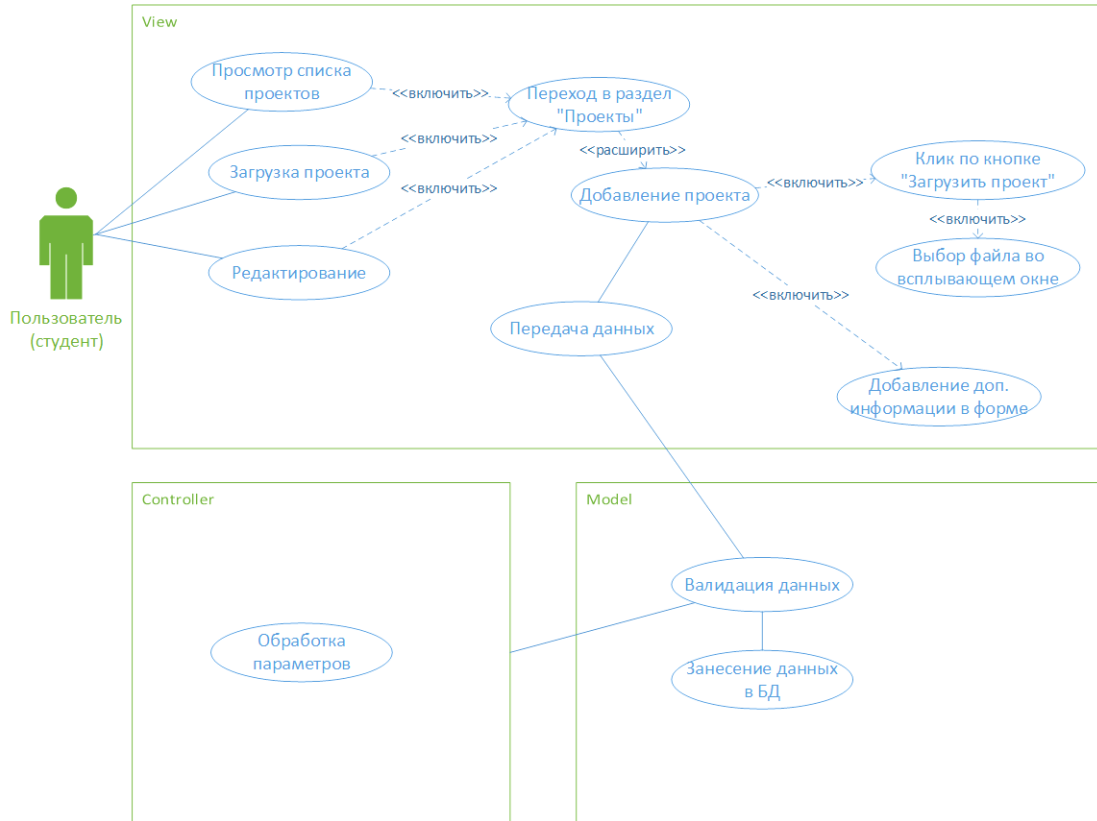 View
Просмотр списка
проектов
<<включить>>
Переход в раздел
"Проекты"
<<включить>>
<<расширить>>
Загрузка проекта
<<включить>>
Добавление проекта
<<включить>>
Клик по кнопке
"Загрузить проект"
<<включить>>
Редактирование
Выбор файла во
всплывающем окне
<<включить>>
Пользователь
(студент)
Передача данных
Добавление доп.
информации в форме
Controller
Model
Валидация данных
Обработка
параметров
Занесение данных
в БД